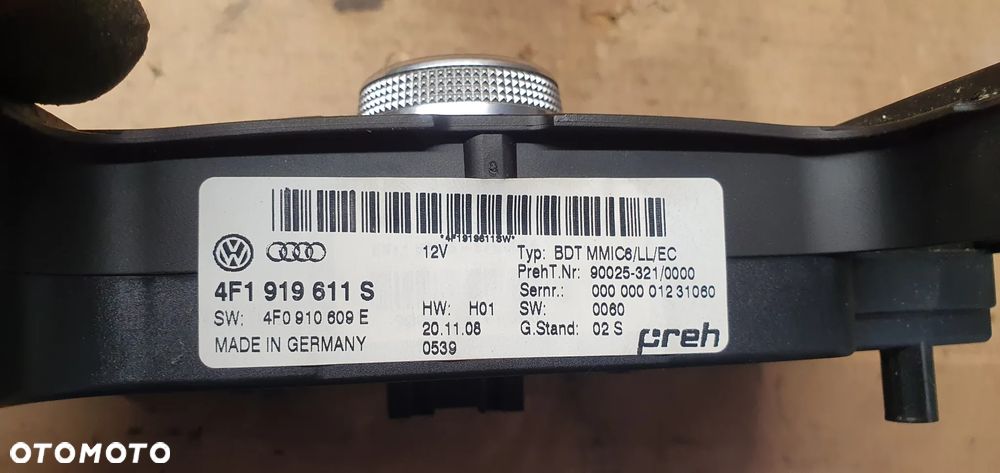 *4F1919611SW*
12V
Typ: BDT MMIC6/LL/EC
PrehT.Nr: 90025-321/0000
4F1 919 611 S
Sernr.: 000 000 012 31060
HW: H01
SW: 0060
SW: 4F0 910 609 E
20.11.08
G.Stand: 02 S
MADE IN GERMANY
0539
preh
OTOMOTO